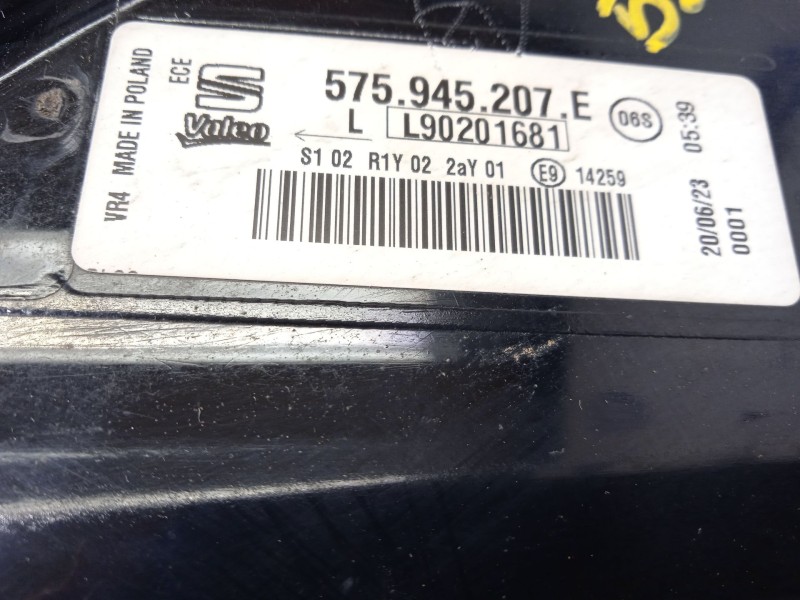 575.945.207.E
06S
L L90201681
S1 02 R1Y 02 2aY 01 E9 14259
VR4 MADE IN POLAND
ECE
Valeo
20/06/23 05:39
0001